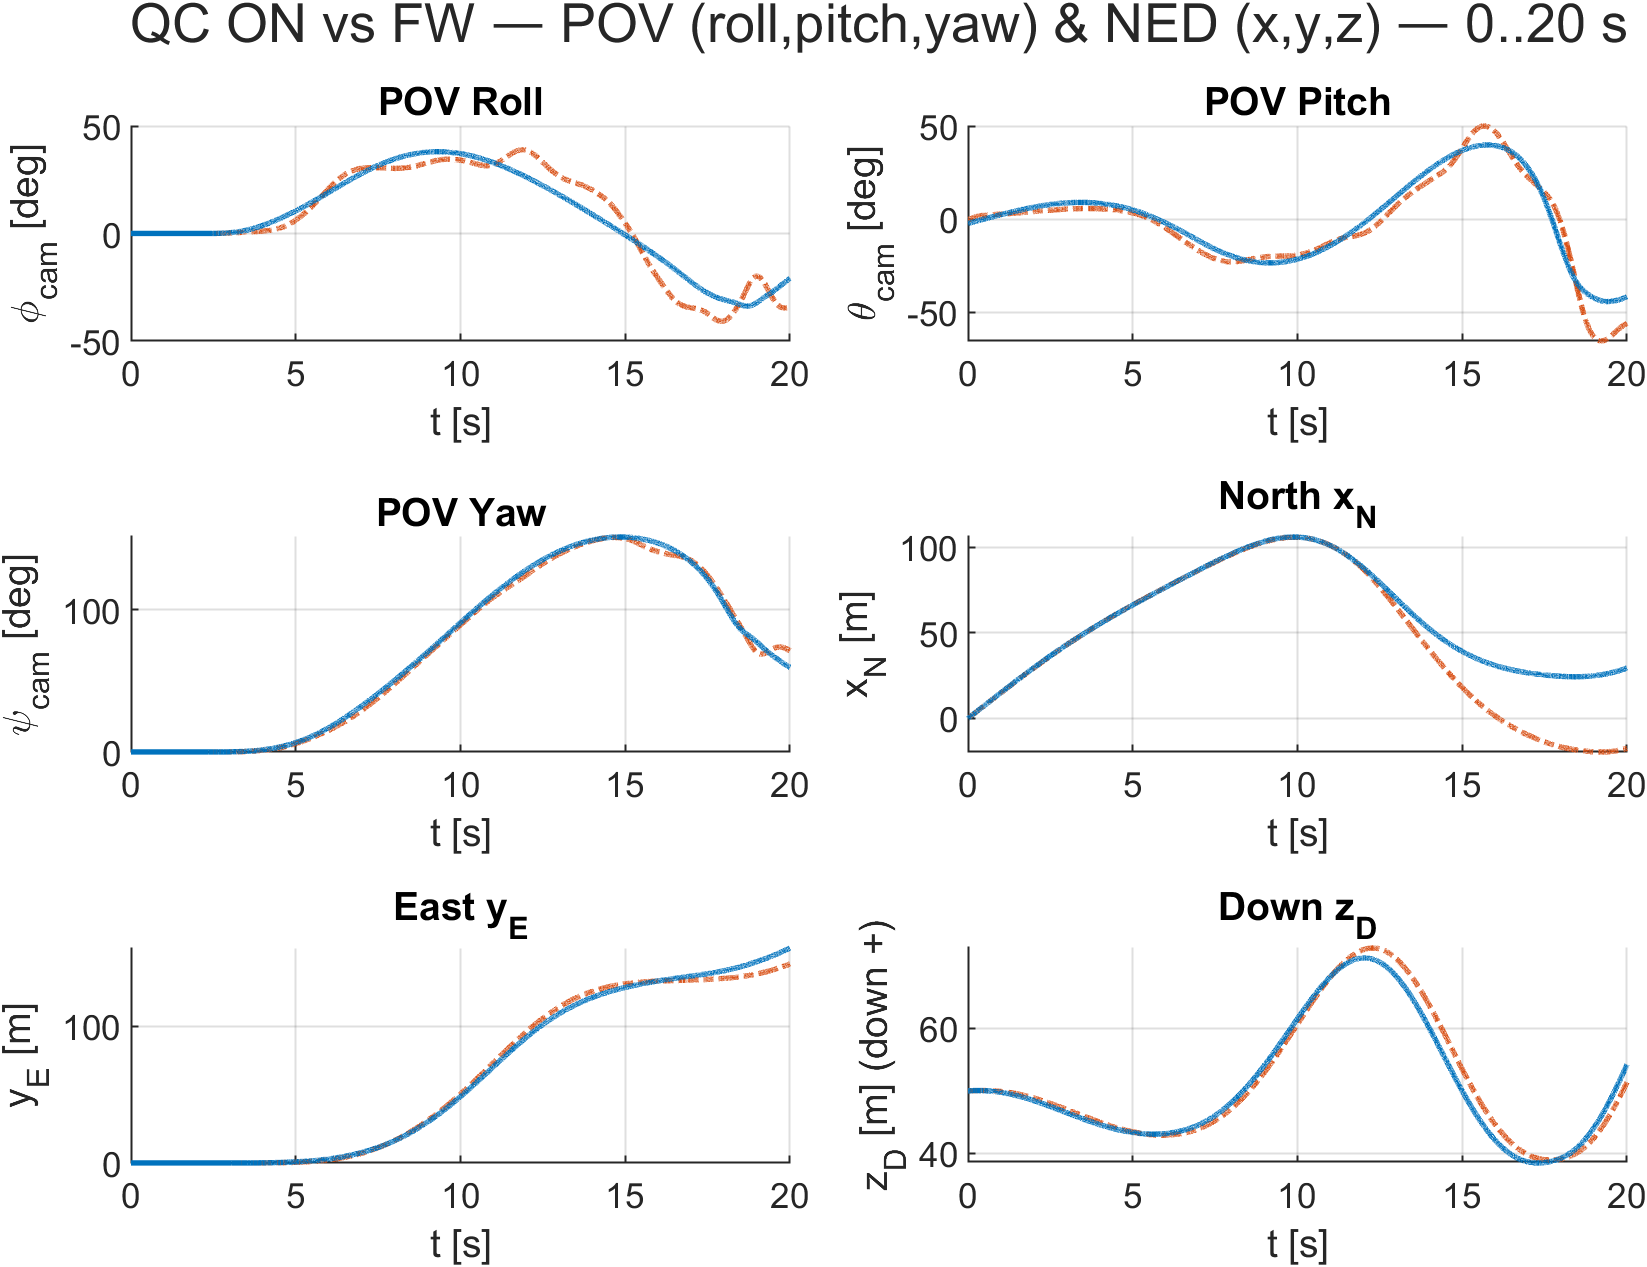 QC ON vs FW — POV (roll,pitch,yaw) & NED (x,y,z) — 0..20 s
POV Roll
ϕcam [deg]
50
0
-50
0 5 10 15 20
t [s]
POV Pitch
θcam [deg]
50
0
-50
0 5 10 15 20
t [s]
POV Yaw
ψcam [deg]
100
0
0 5 10 15 20
t [s]
North xN
xN [m]
100
50
0
0 5 10 15 20
t [s]
East yE
yE [m]
100
0
0 5 10 15 20
t [s]
Down zD
zD [m] (down +)
60
40
0 5 10 15 20
t [s]